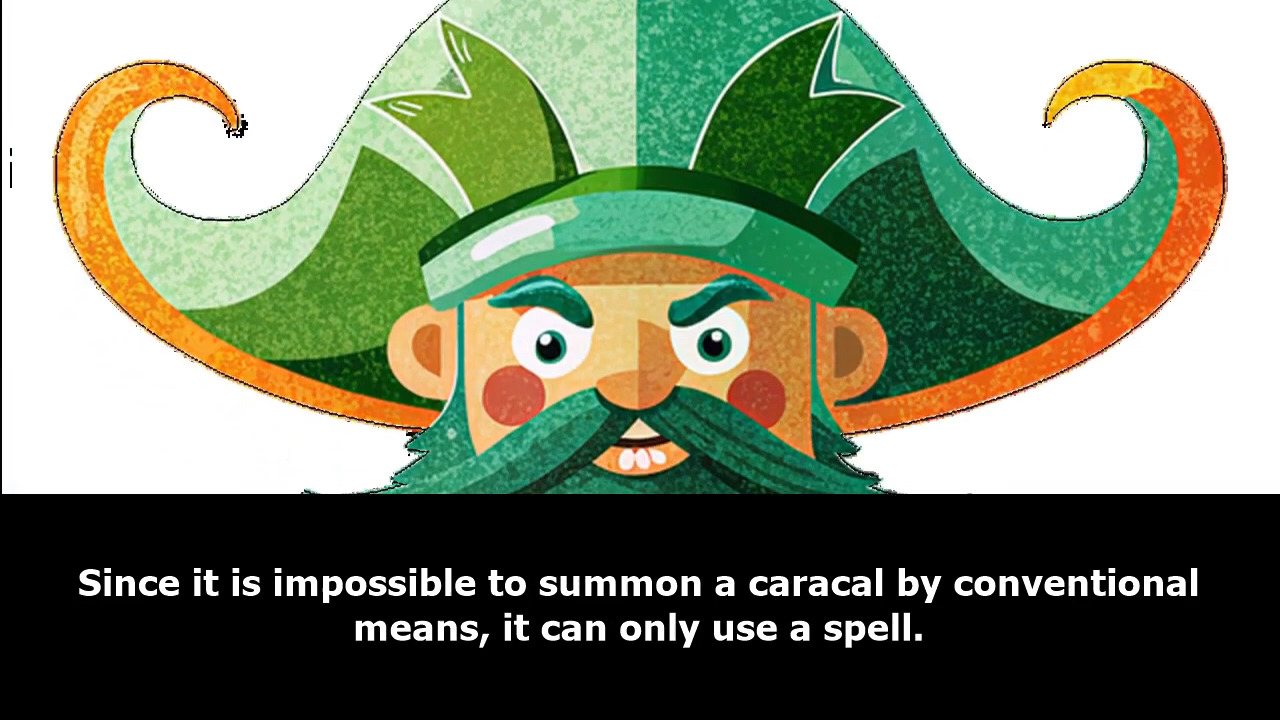 Since it is impossible to summon a caracal by conventional
means, it can only use a spell.